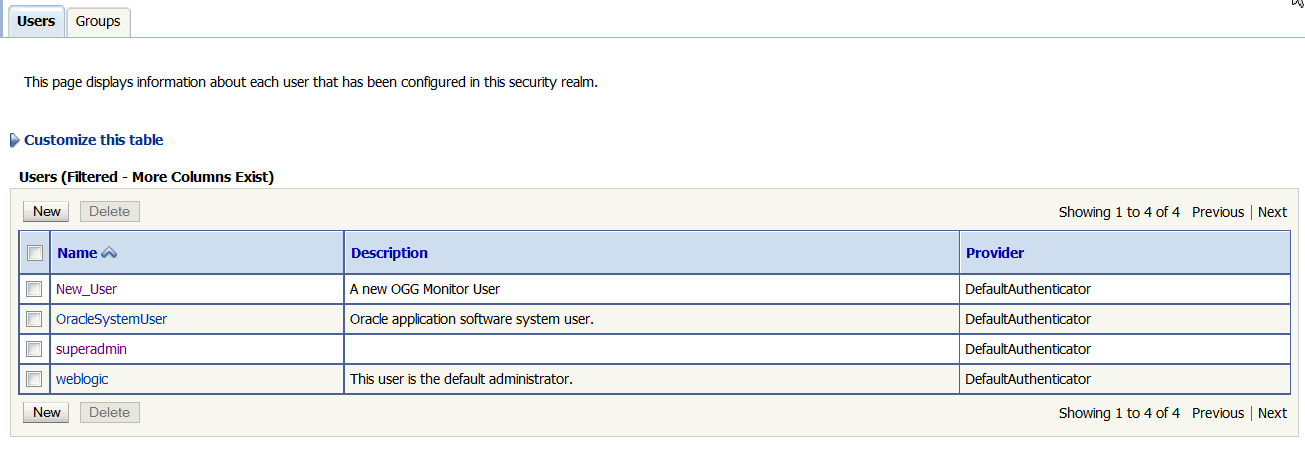 Users Groups
This page displays information about each user that has been configured in this security realm.
Customize this table
Users (Filtered - More Columns Exist)
New Delete Showing 1 to 4 of 4 Previous | Next
Name Description Provider
New_User A new OGG Monitor User DefaultAuthenticator
OracleSystemUser Oracle application software system user. DefaultAuthenticator
superadmin DefaultAuthenticator
weblogic This user is the default administrator. DefaultAuthenticator
New Delete Showing 1 to 4 of 4 Previous | Next